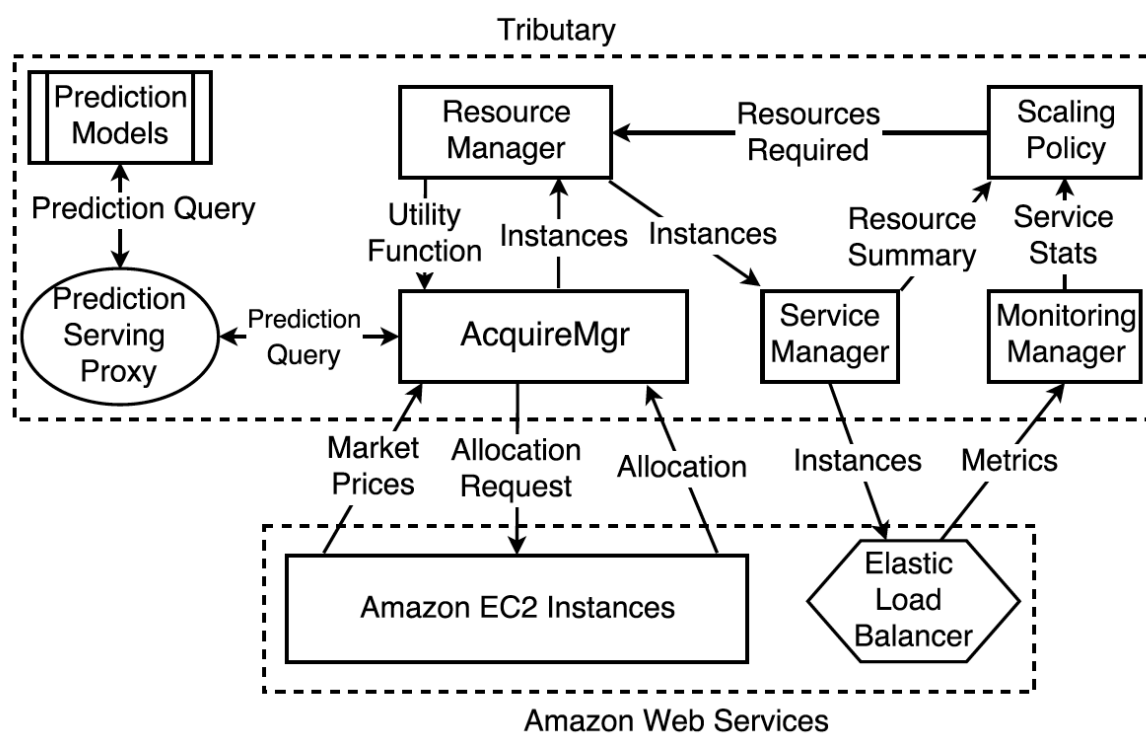 Tributary
Prediction
Models
Resource
Manager
Resources
Required
Scaling
Policy
Prediction Query
Utility
Function
Instances
Instances
Resource
Summary
Service
Stats
Prediction
Serving
Proxy
Prediction
Query
AcquireMgr
Service
Manager
Monitoring
Manager
Market
Prices
Allocation
Request
Allocation
Instances
Metrics
Amazon EC2 Instances
Elastic
Load
Balancer
Amazon Web Services